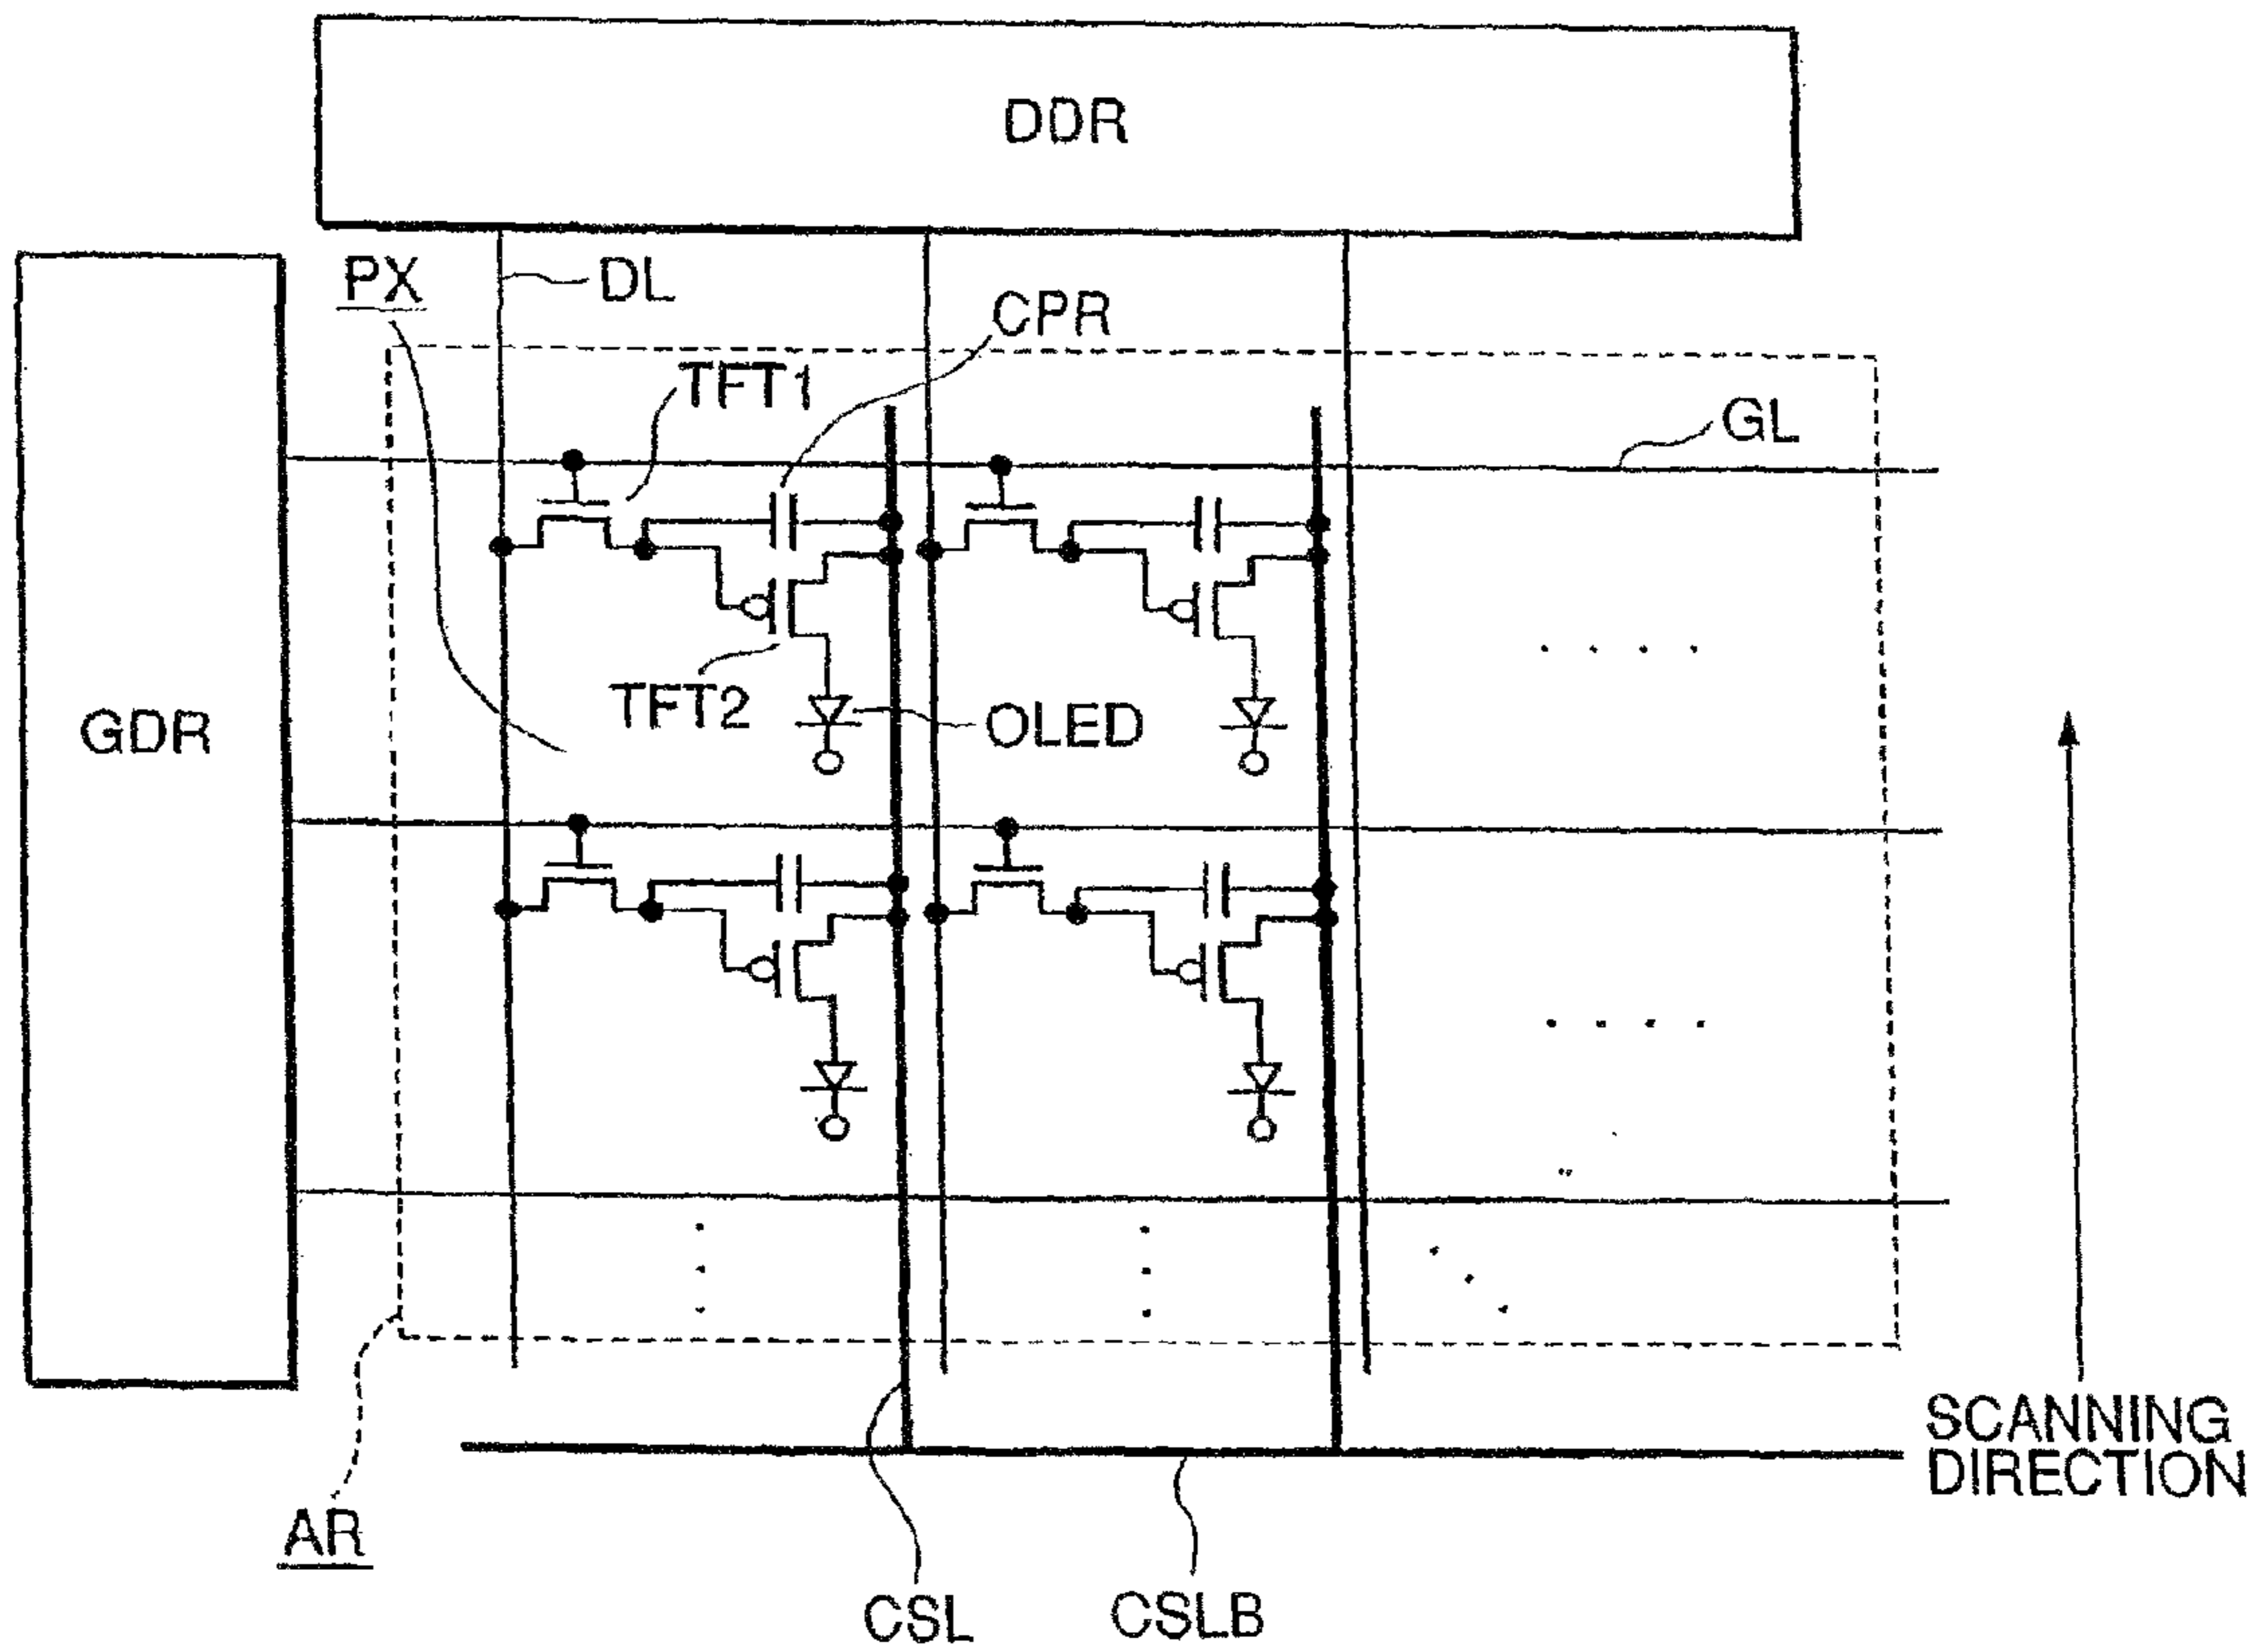 DDR
PX
DL
CPR
TFT1
GL
TFT2
OLED
GDR
SCANNING
DIRECTION
AR
CSL
CSLB